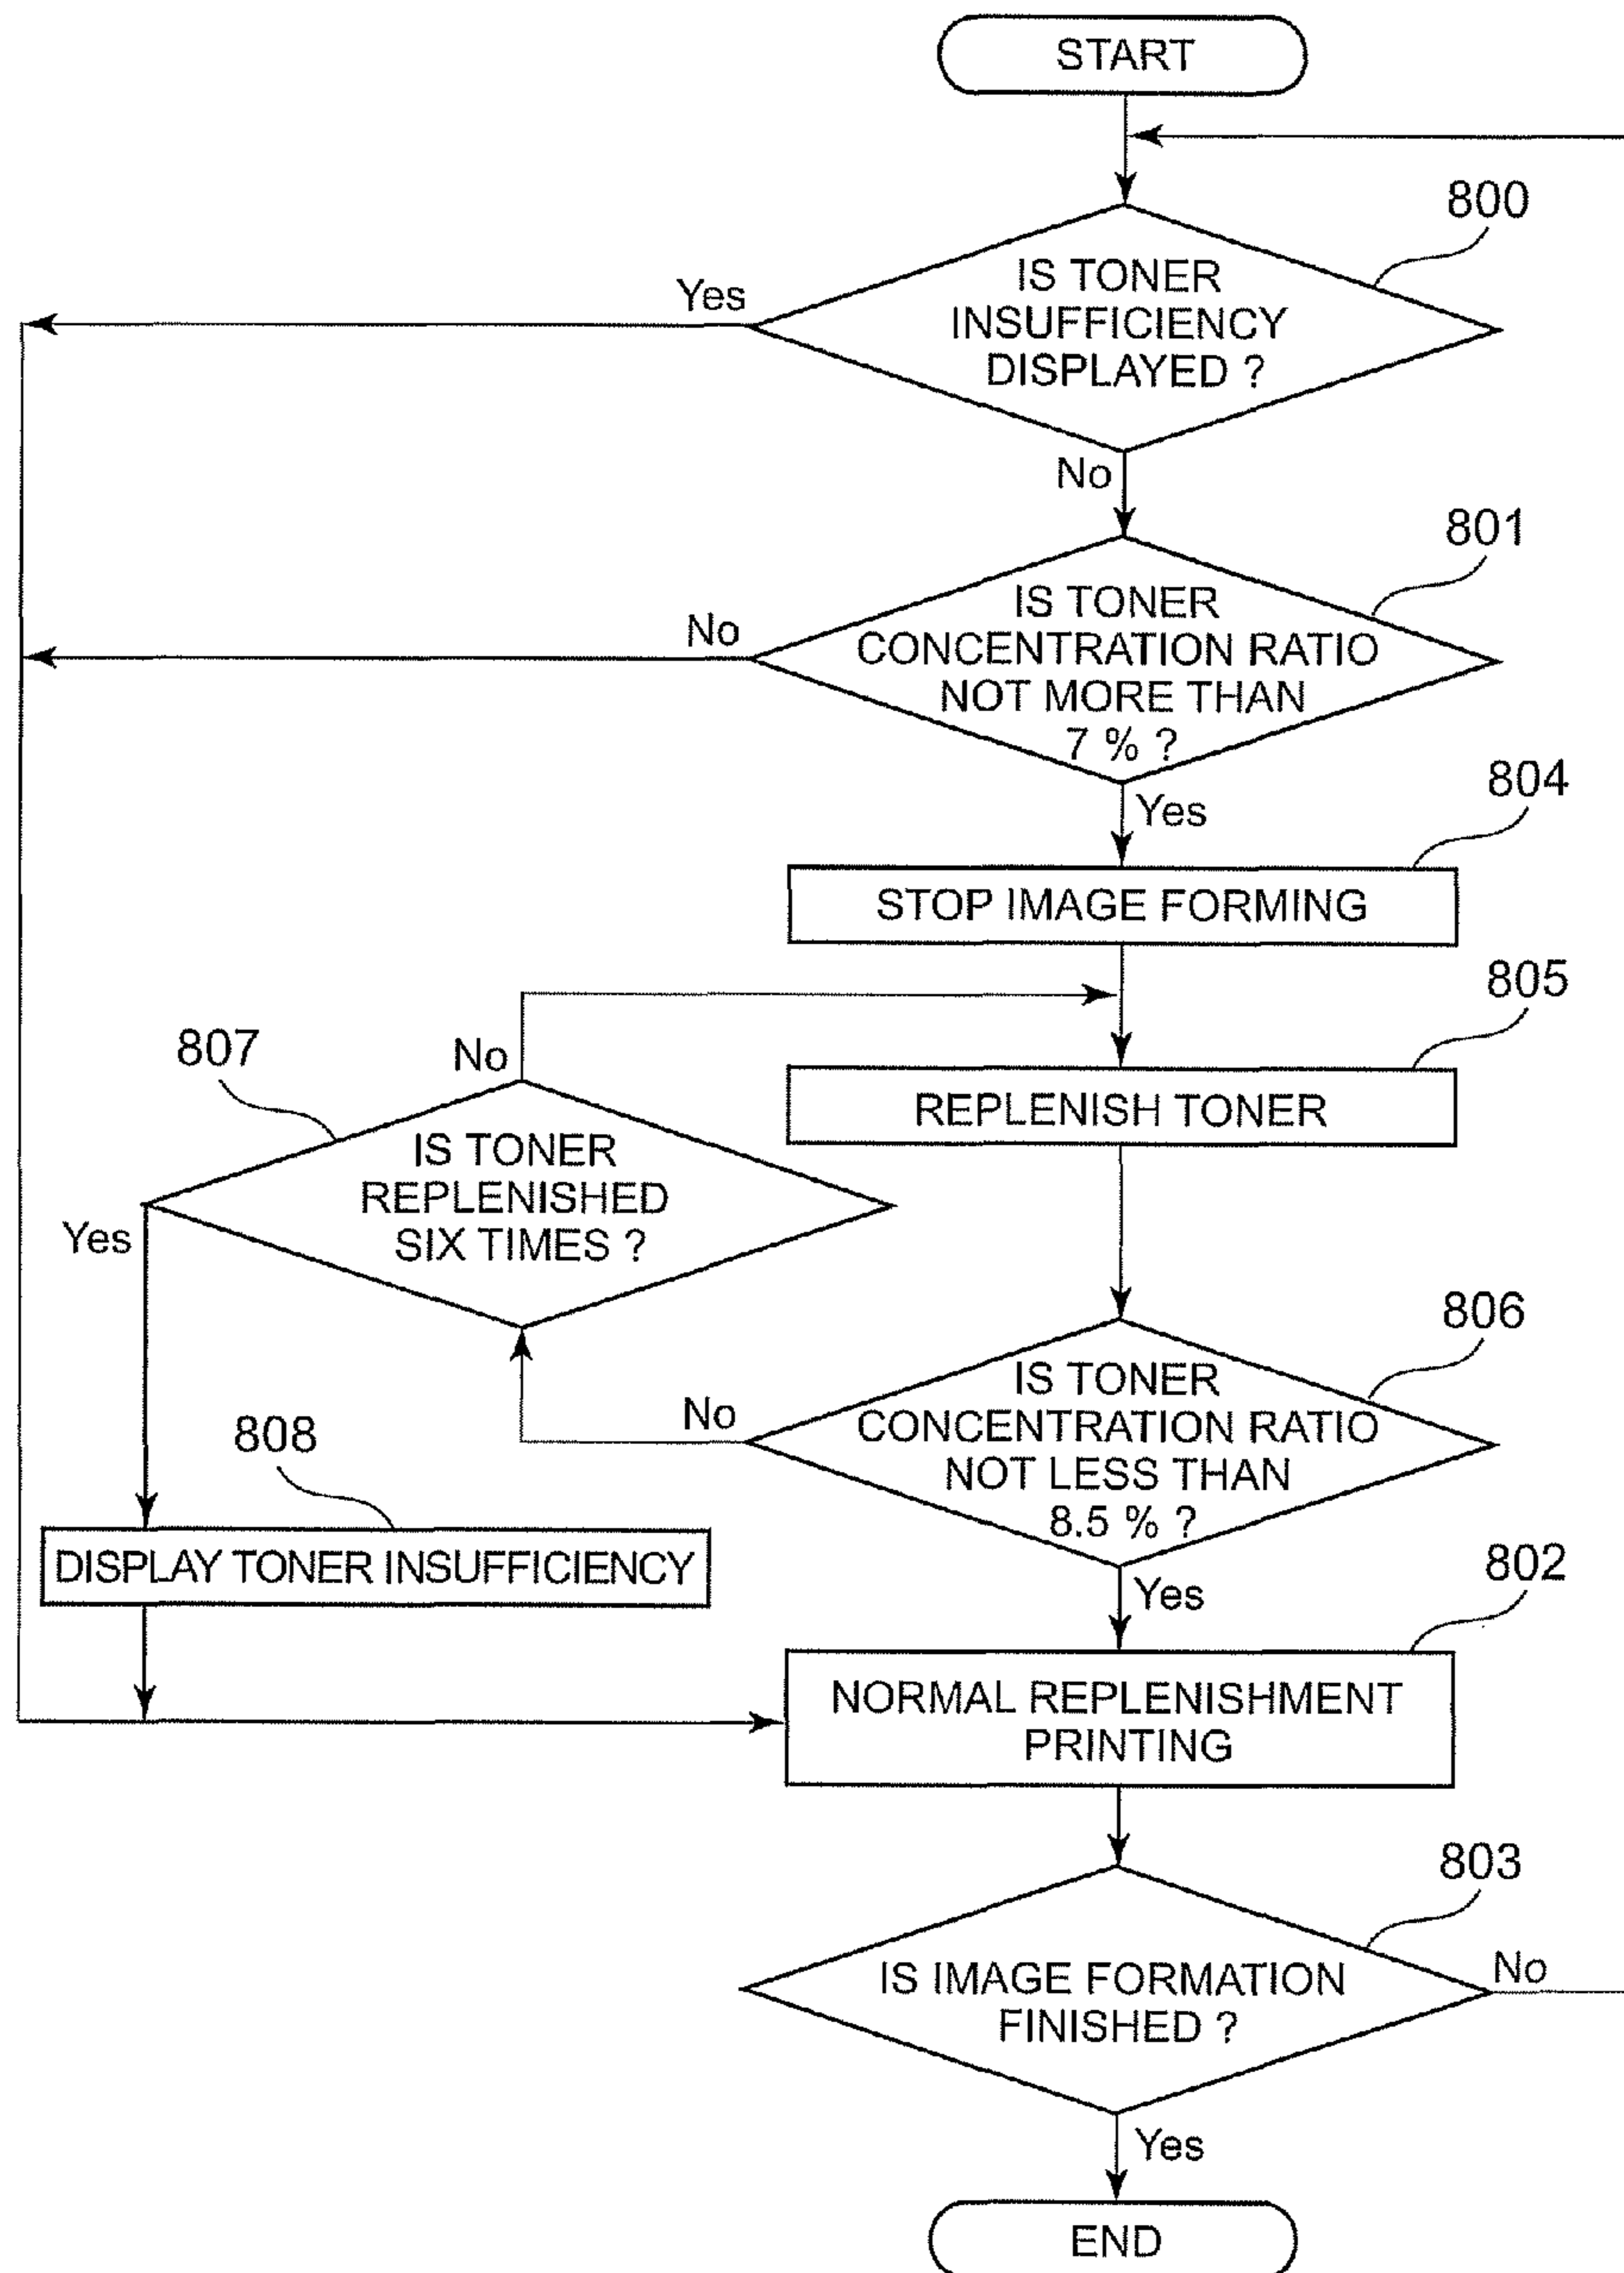 START
800
IS TONER
INSUFFICIENCY
DISPLAYED ?
Yes
No
801
IS TONER
CONCENTRATION RATIO
NOT MORE THAN
7 % ?
No
Yes
804
STOP IMAGE FORMING
805
REPLENISH TONER
807
No
IS TONER
REPLENISHED
SIX TIMES ?
Yes
806
IS TONER
CONCENTRATION RATIO
NOT LESS THAN
8.5 % ?
No
Yes
808
DISPLAY TONER INSUFFICIENCY
802
NORMAL REPLENISHMENT
PRINTING
803
IS IMAGE FORMATION
FINISHED ?
No
Yes
END